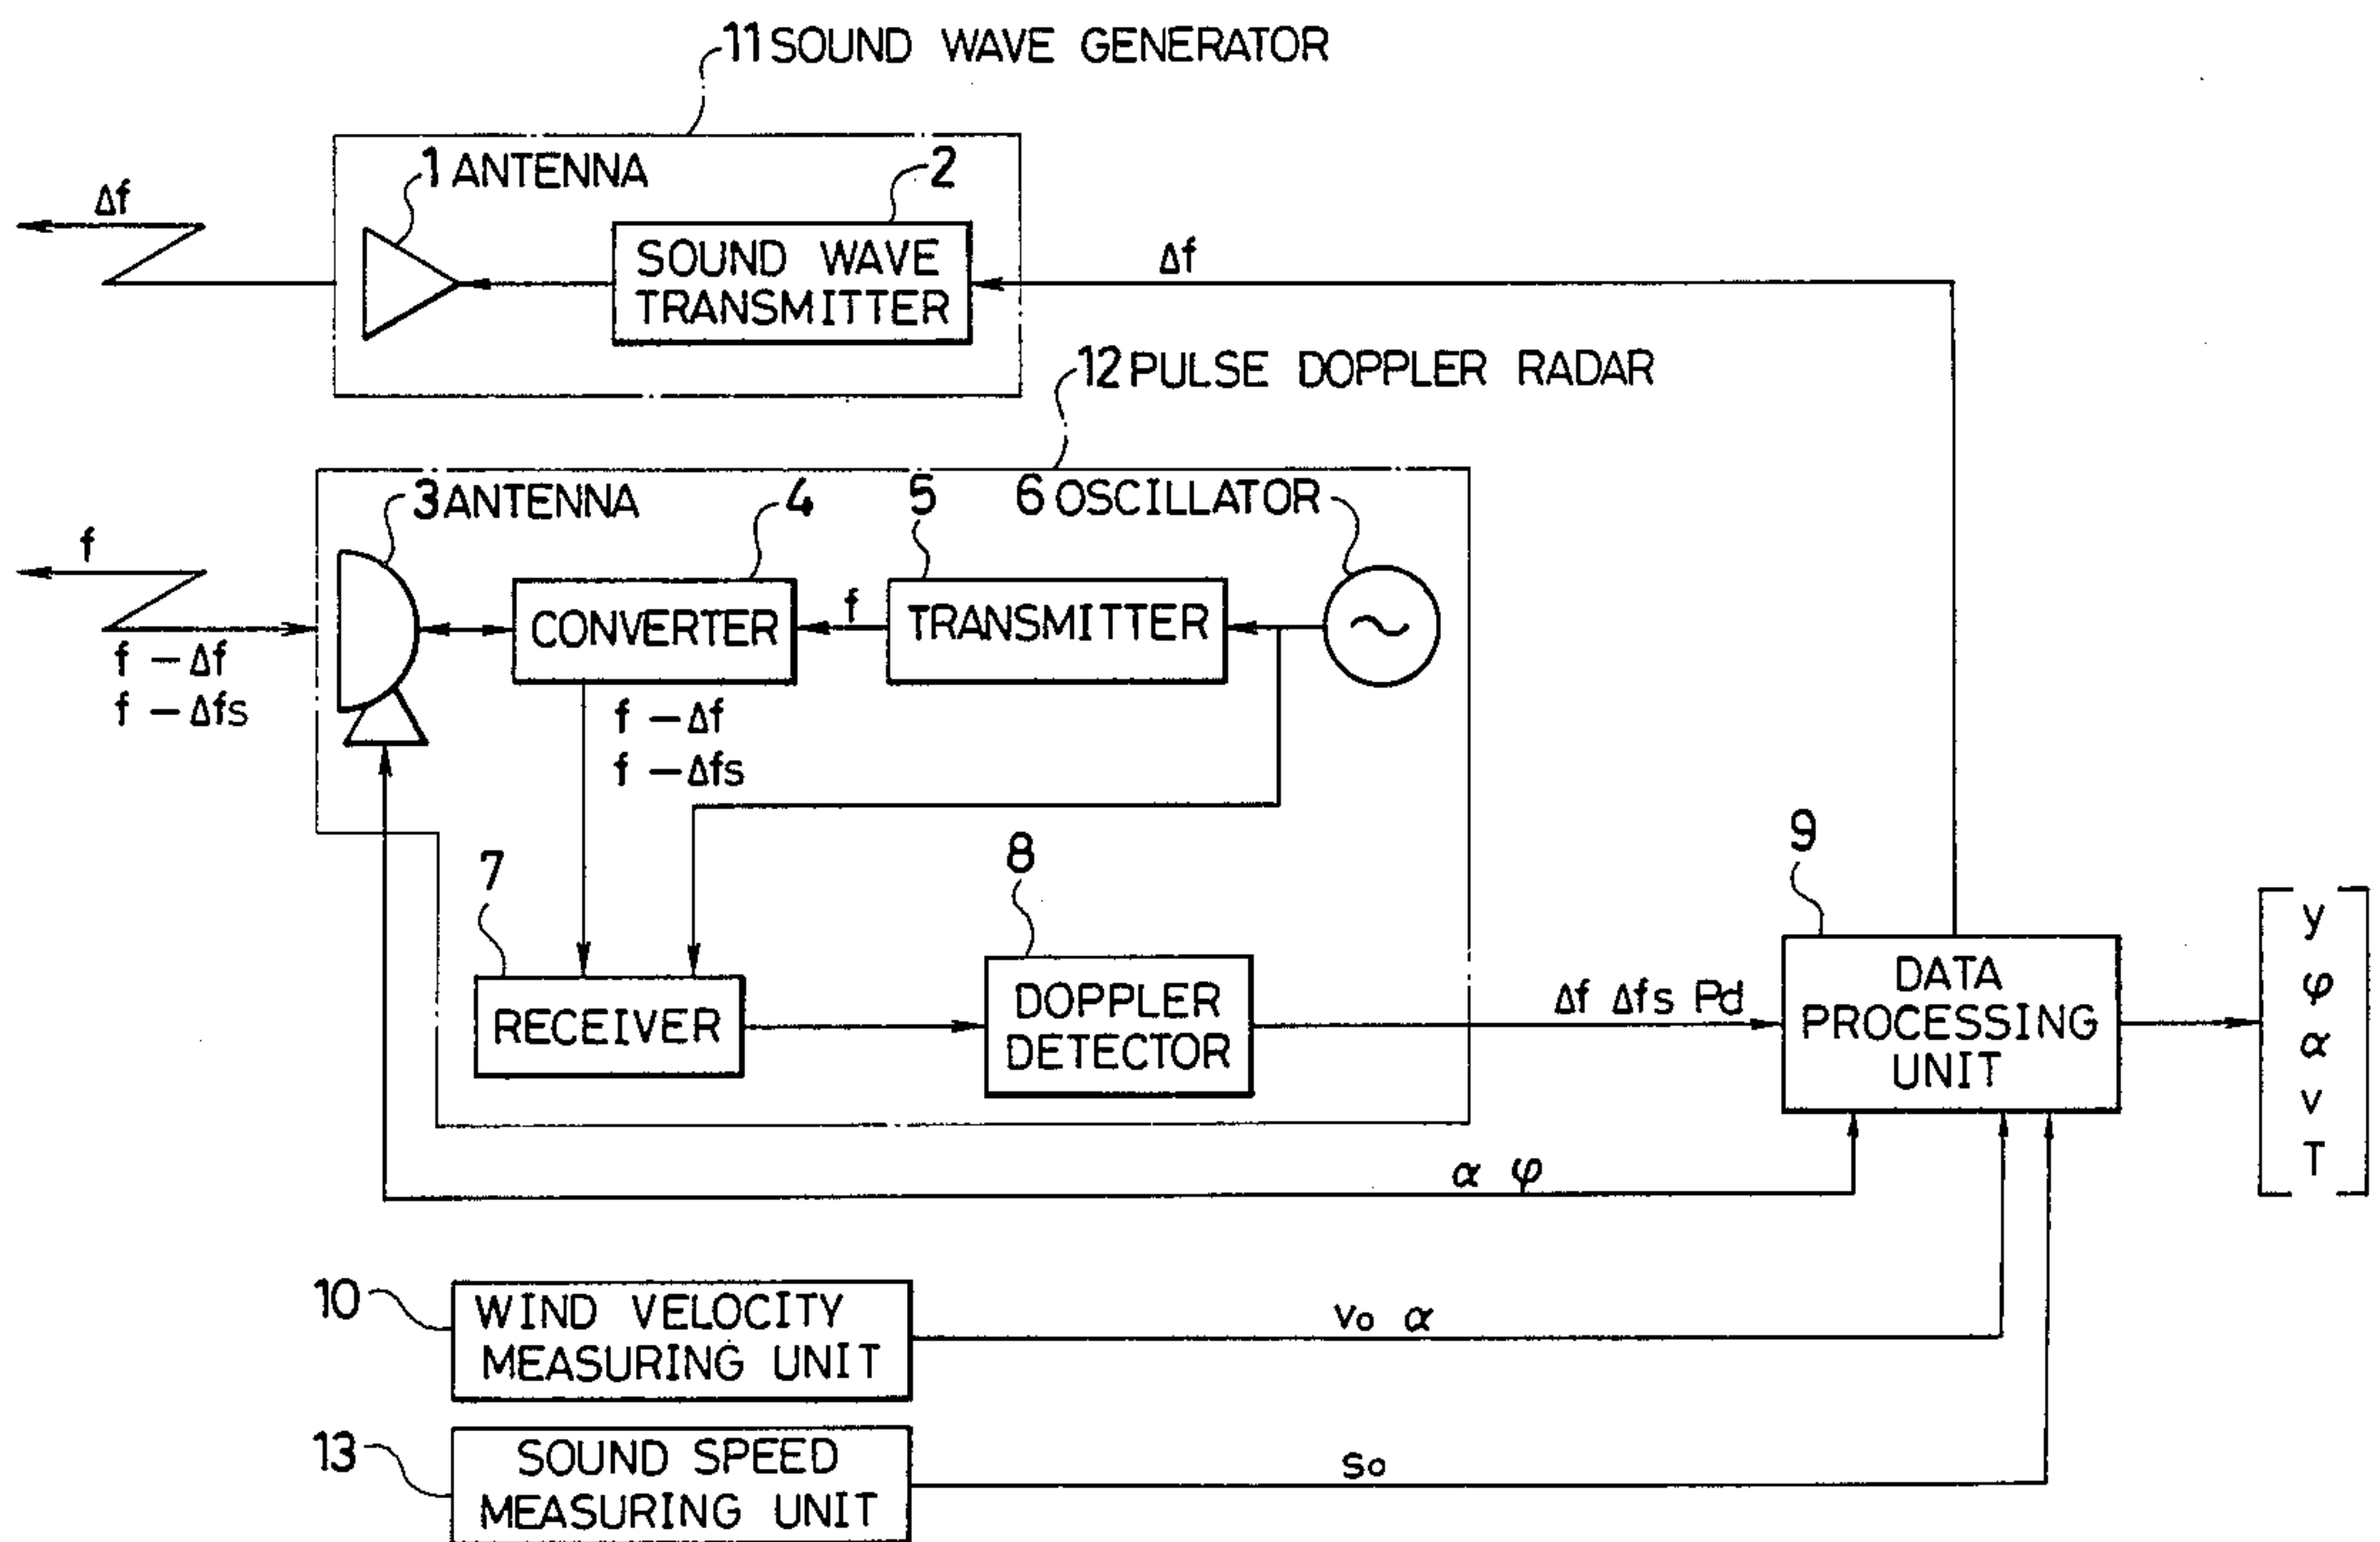 11 SOUND WAVE GENERATOR
1 ANTENNA
2
Δf
SOUND WAVE
TRANSMITTER
Δf
12 PULSE DOPPLER RADAR
3 ANTENNA
4
5
6 OSCILLATOR
f
CONVERTER
f
TRANSMITTER
~
f - Δf
f - Δfs
f - Δf
f - Δfs
7
8
9
RECEIVER
DOPPLER
DETECTOR
Δf Δfs Pd
DATA
PROCESSING
UNIT
y
φ
α
v
T
α φ
10
WIND VELOCITY
MEASURING UNIT
vo α
13
SOUND SPEED
MEASURING UNIT
so